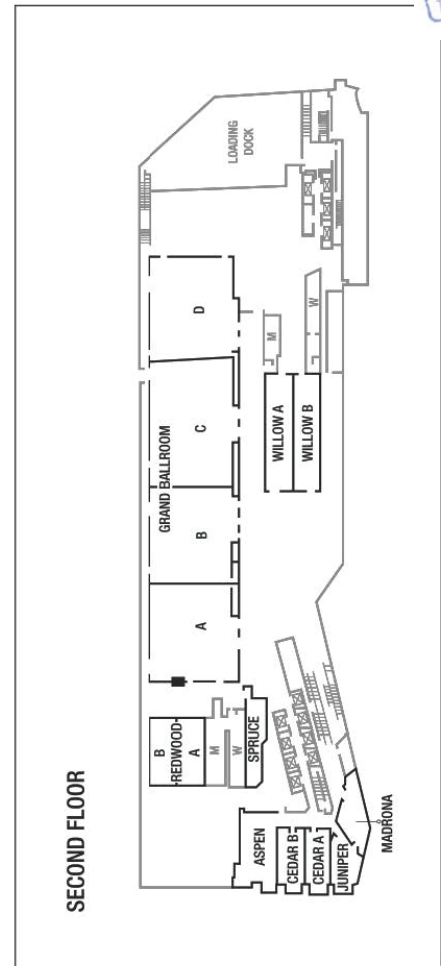 SECOND FLOOR
LOADING
DOCK
GRAND BALLROOM
A
B
C
D
M
W
WILLOW A
WILLOW B
B
REDWOOD
A
M
W
SPRUCE
ASPEN
CEDAR B
CEDAR A
JUNIPER
MADRONA